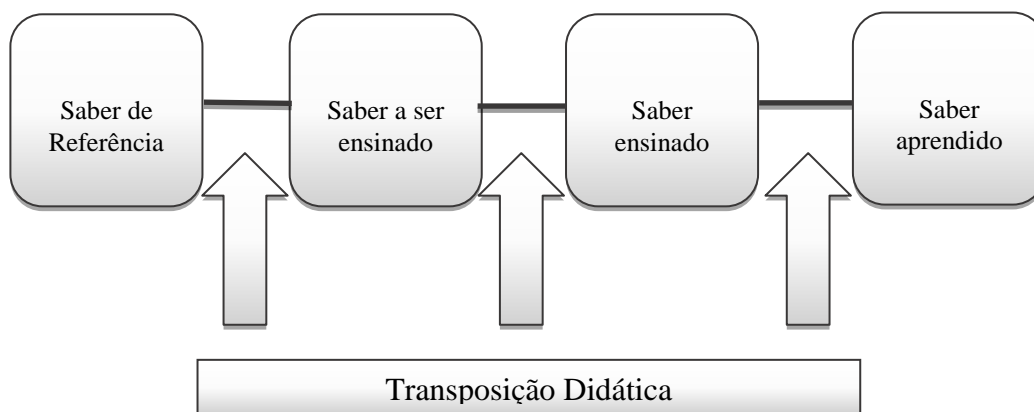 Saber de
Referência
Saber a ser
ensinado
Saber
ensinado
Saber
aprendido
Transposição Didática